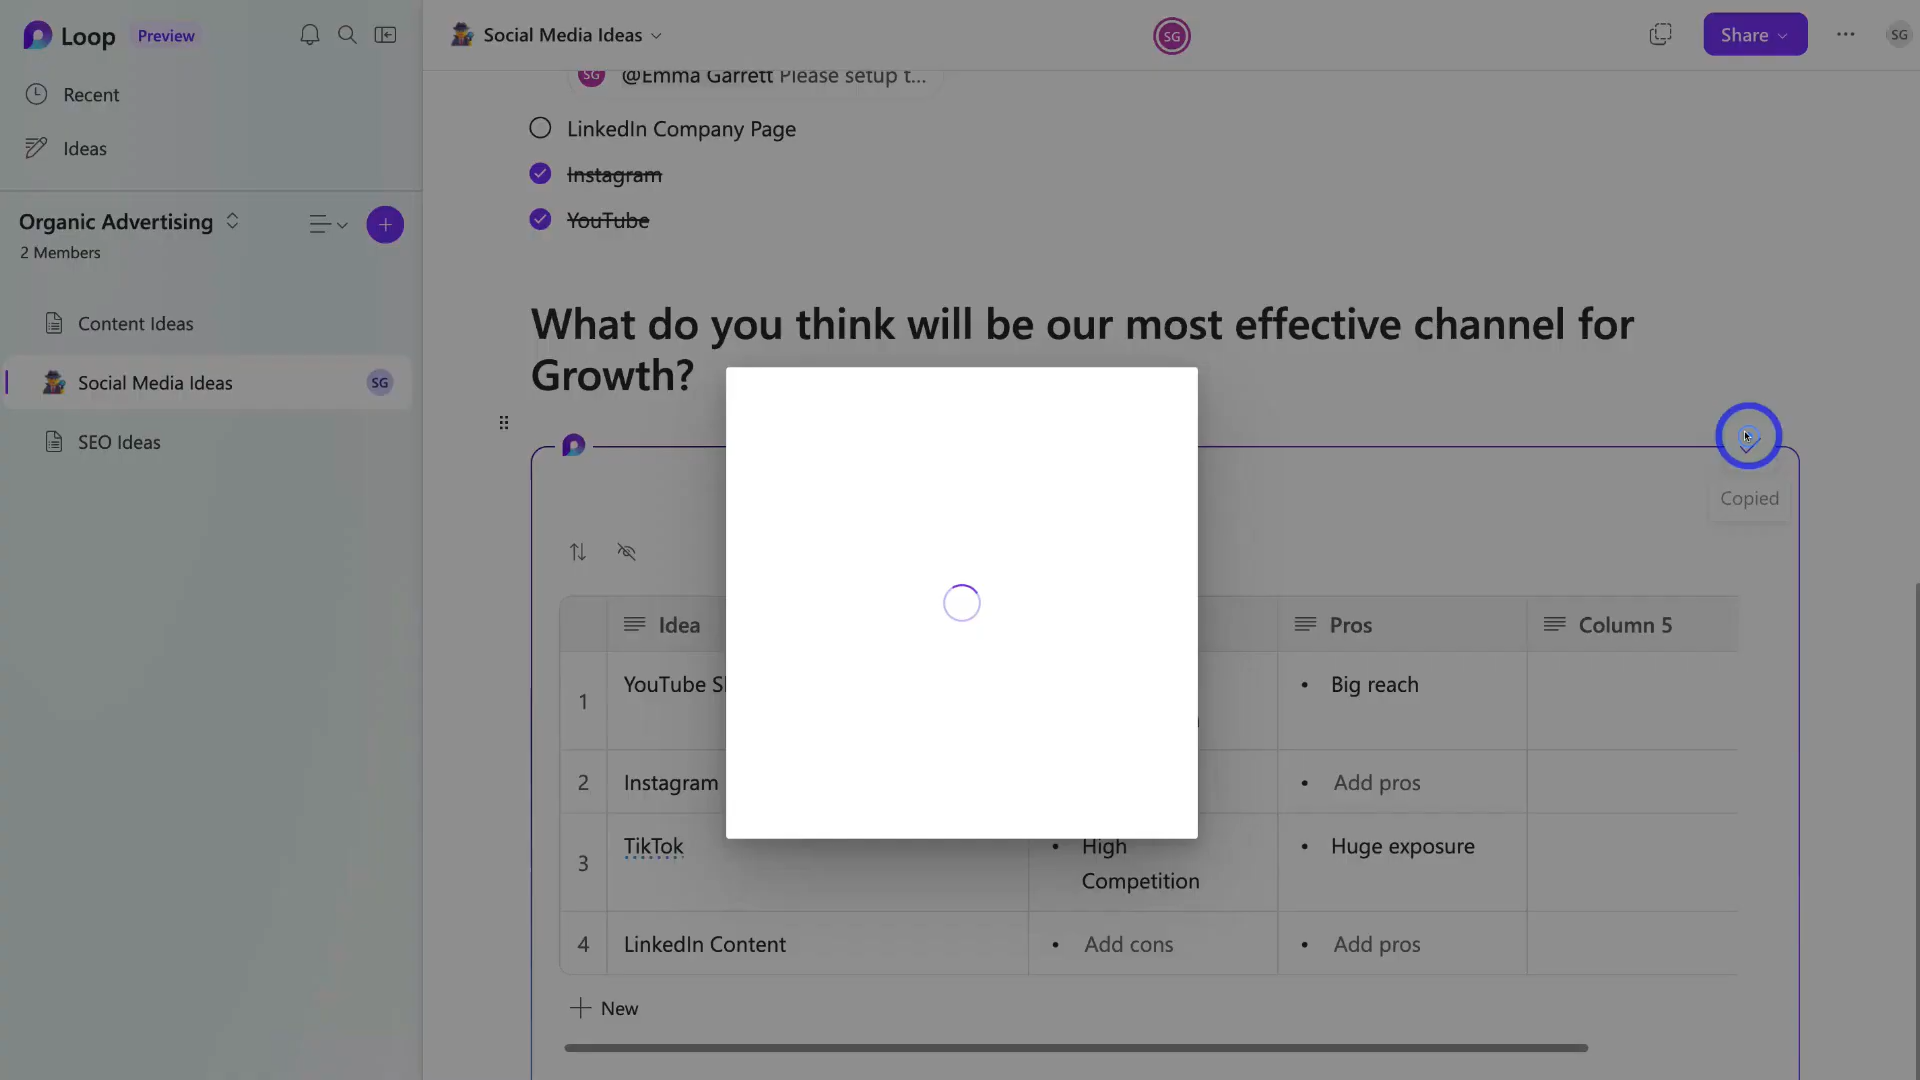 Loop Preview
Social Media Ideas
SG
Share
SG
Recent
Ideas
Organic Advertising
2 Members
Content Ideas
Social Media Ideas
SG
SEO Ideas
SG @Emma Garrett Please setup t...
LinkedIn Company Page
Instagram
YouTube
What do you think will be our most effective channel for
Growth?
Copied
Idea
Pros
Column 5
1
YouTube
Big reach
2
Instagram
Add pros
3
TikTok
High
Competition
Huge exposure
4
LinkedIn Content
Add cons
Add pros
New